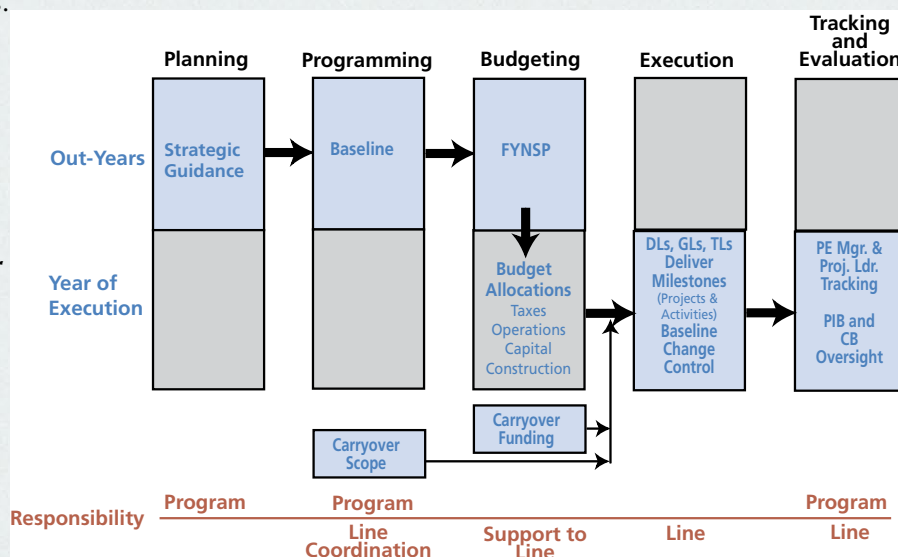 Planning
Programming
Budgeting
Execution
Tracking
and
Evaluation
Out-Years
Strategic
Guidance
Baseline
FYNSP
Year of
Execution
Budget
Allocations
Taxes
Operations
Capital
Construction
DLs, GLs, TLs
Deliver
Milestones
(Projects &
Activities)
Baseline
Change
Control
PE Mgr. &
Proj. Ldr.
Tracking
PIB and
CB
Oversight
Carryover
Funding
Carryover
Scope
Responsibility
Program
Program
Line
Coordination
Support to
Line
Line
Program
Line